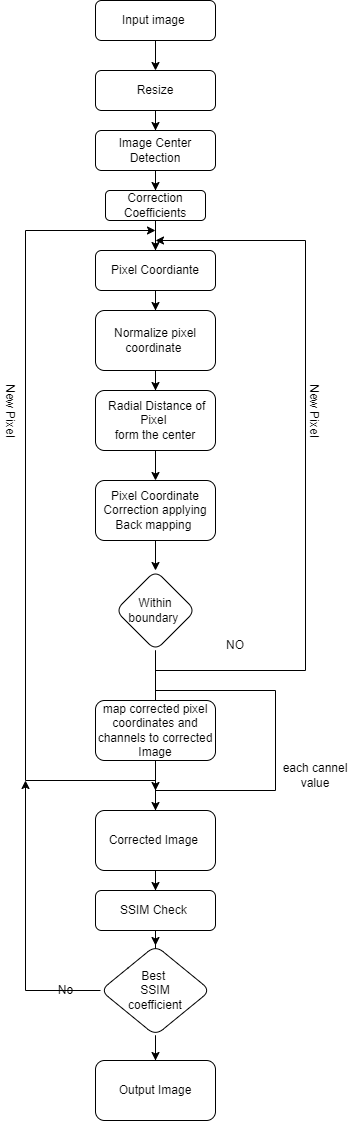 Input image
Resize
Image Center
Detection
Correction
Coefficients
Pixel Coordiante
Normalize pixel
coordinate
New Pixel
New Pixel
Radial Distance of
Pixel
form the center
Pixel Coordinate
Correction applying
Back mapping
Within
boundary
NO
map corrected pixel
coordinates and
channels to corrected
Image
each cannel
value
Corrected Image
SSIM Check
Best
SSIM
coefficient
No
Output Image